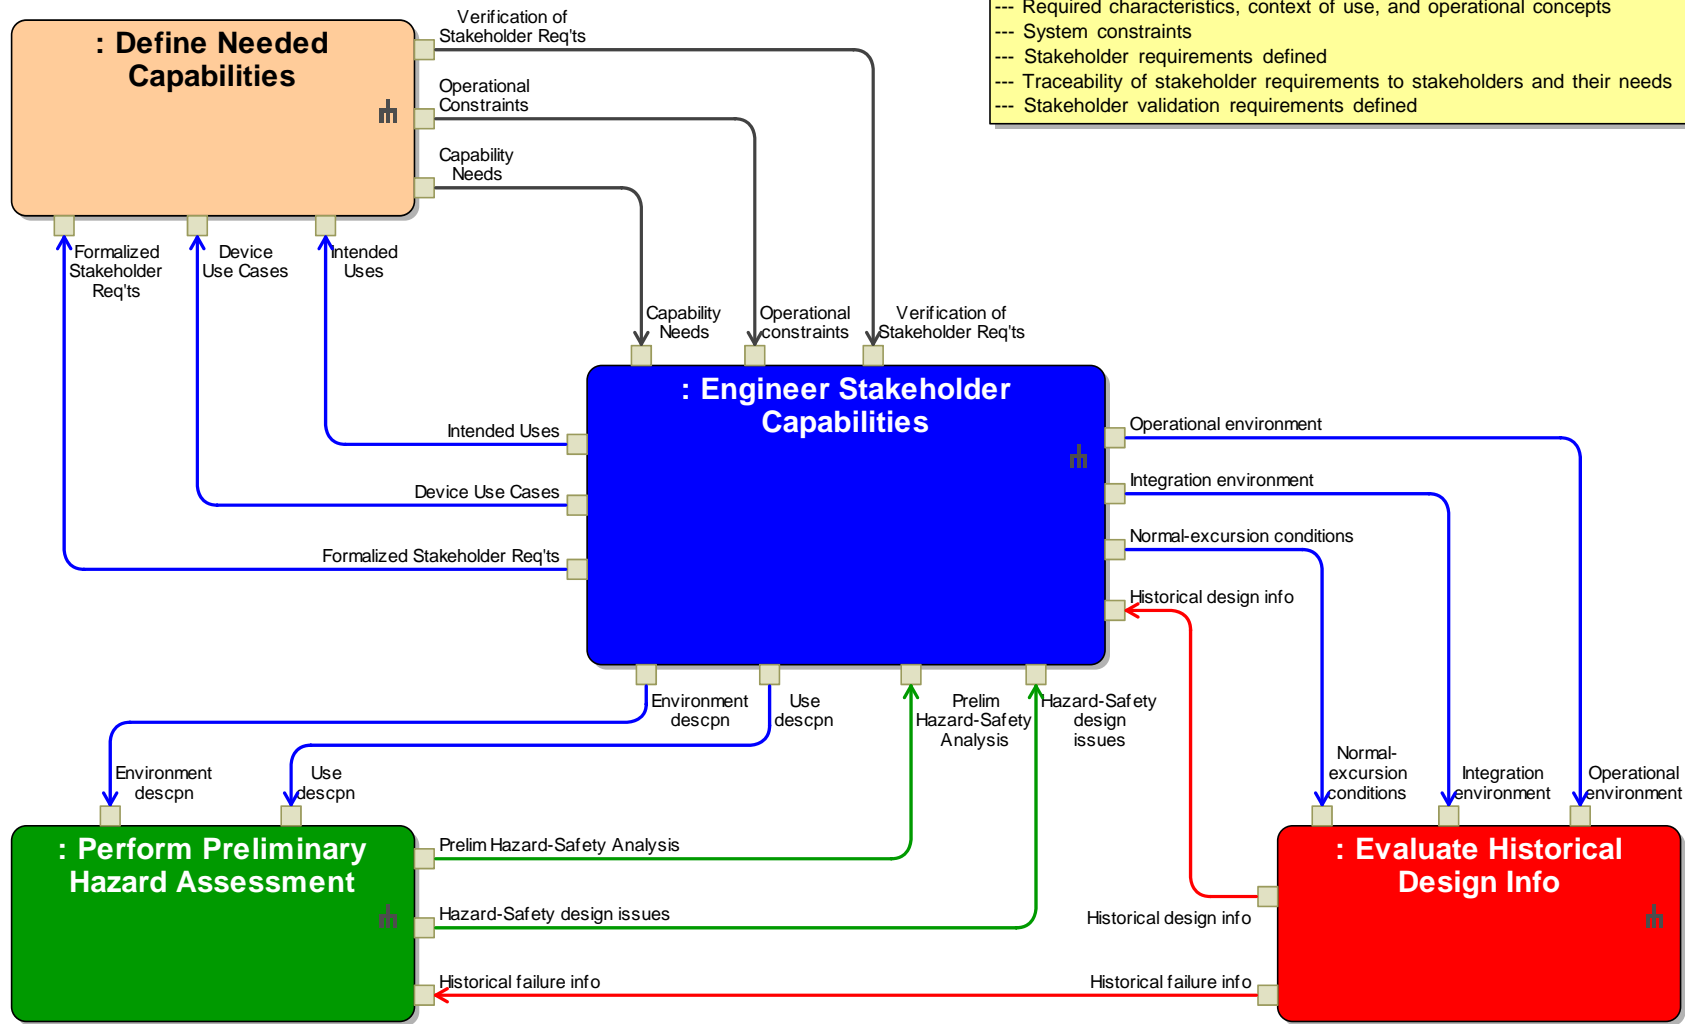 --- Required characteristics, context of use, and operational concepts
--- System constraints
--- Stakeholder requirements defined
--- Traceability of stakeholder requirements to stakeholders and their needs
--- Stakeholder validation requirements defined
: Define Needed
Capabilities
Verification of
Stakeholder Req'ts
Operational
Constraints
Capability
Needs
Formalized
Stakeholder
Req'ts
Device
Use Cases
Intended
Uses
Capability
Needs
Operational
constraints
Verification of
Stakeholder Req'ts
: Engineer Stakeholder
Capabilities
Intended Uses
Device Use Cases
Formalized Stakeholder Req'ts
Operational environment
Integration environment
Normal-excursion conditions
Historical design info
Environment
descpn
Use
descpn
Prelim
Hazard-Safety
Analysis
Hazard-Safety
design
issues
Environment
descpn
Use
descpn
Normal-
excursion
conditions
Integration
environment
Operational
environment
: Perform Preliminary
Hazard Assessment
Prelim Hazard-Safety Analysis
Hazard-Safety design issues
Historical failure info
: Evaluate Historical
Design Info
Historical design info
Historical failure info